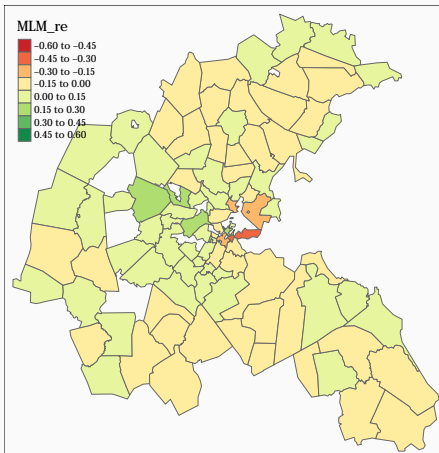 MLM_re
-0.60 to -0.45
-0.45 to -0.30
-0.30 to -0.15
-0.15 to 0.00
0.00 to 0.15
0.15 to 0.30
0.30 to 0.45
0.45 to 0.60